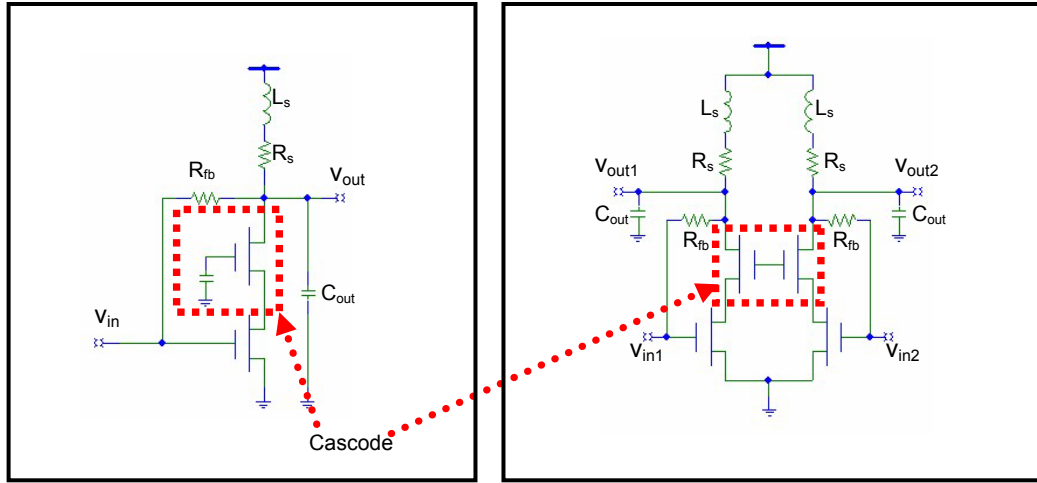 Ls
Rs
Rfb
vout
Cout
vin
Cascode
Ls
Ls
Rs
Rs
vout1
vout2
Cout
Cout
Rfb
Rfb
vin1
vin2